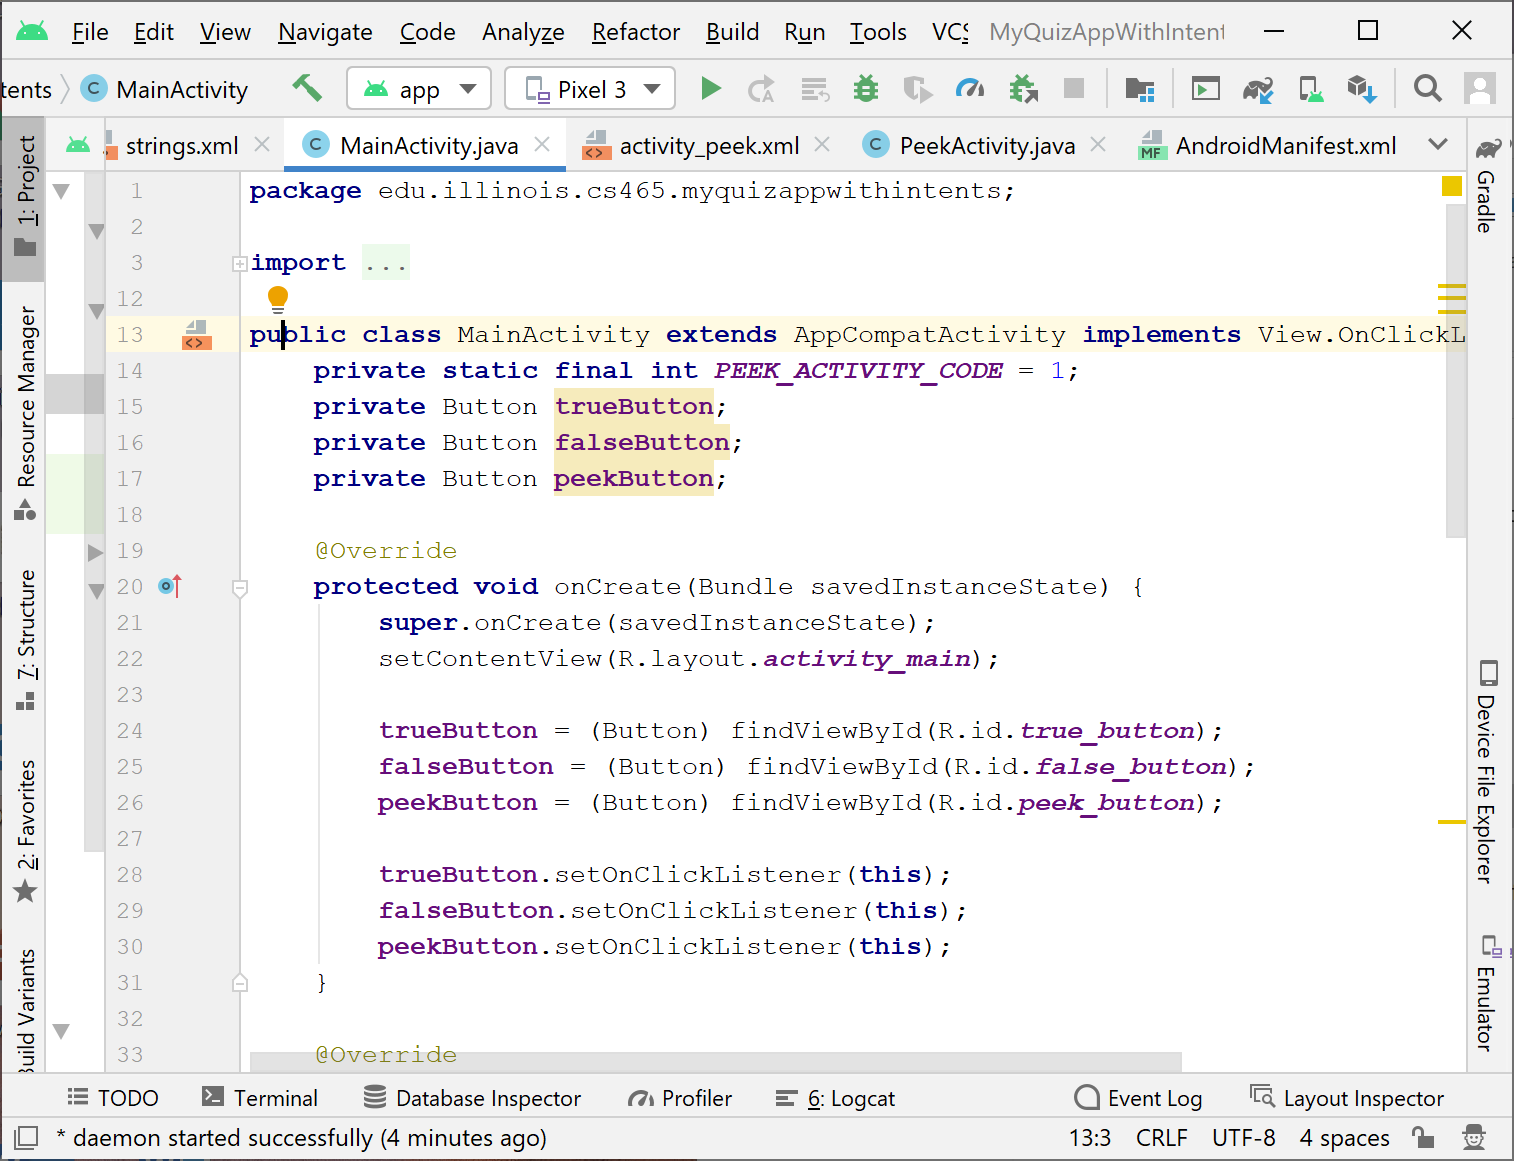 File Edit View Navigate Code Analyze Refactor Build Run Tools VCS MyQuizAppWithIntent
tents MainActivity app Pixel 3
strings.xml MainActivity.java activity_peek.xml PeekActivity.java MF AndroidManifest.xml
1: Project
Resource Manager
7: Structure
2: Favorites
Build Variants
1 package edu.illinois.cs465.myquizappwithintents;
2
3 import ...
12
13 public class MainActivity extends AppCompatActivity implements View.OnClickL
14 private static final int PEEK_ACTIVITY_CODE = 1;
15 private Button trueButton;
16 private Button falseButton;
17 private Button peekButton;
18
19 @Override
20 protected void onCreate(Bundle savedInstanceState) {
21 super.onCreate(savedInstanceState);
22 setContentView(R.layout.activity_main);
23
24 trueButton = (Button) findViewById(R.id.true_button);
25 falseButton = (Button) findViewById(R.id.false_button);
26 peekButton = (Button) findViewById(R.id.peek_button);
27
28 trueButton.setOnClickListener(this);
29 falseButton.setOnClickListener(this);
30 peekButton.setOnClickListener(this);
31 }
32
33 @Override
Gradle
Device File Explorer
Emulator
TODO Terminal Database Inspector Profiler 6: Logcat Event Log Layout Inspector
* daemon started successfully (4 minutes ago) 13:3 CRLF UTF-8 4 spaces